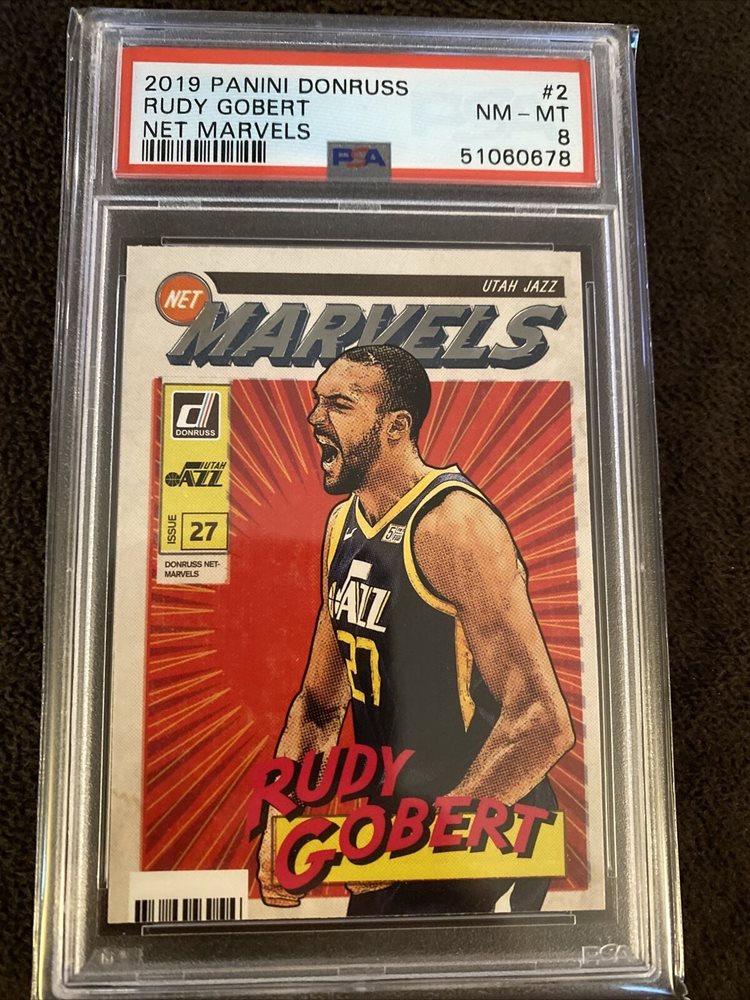 2019 PANINI DONRUSS #2
RUDY GOBERT NM - MT
NET MARVELS 8
PSA 51060678
UTAH JAZZ
NET
MARVELS
DONRUSS
UTAH
JAZZ
ISSUE 27
DONRUSS NET-
MARVELS
JAZZ
27
RUDY
GOBERT
PSA